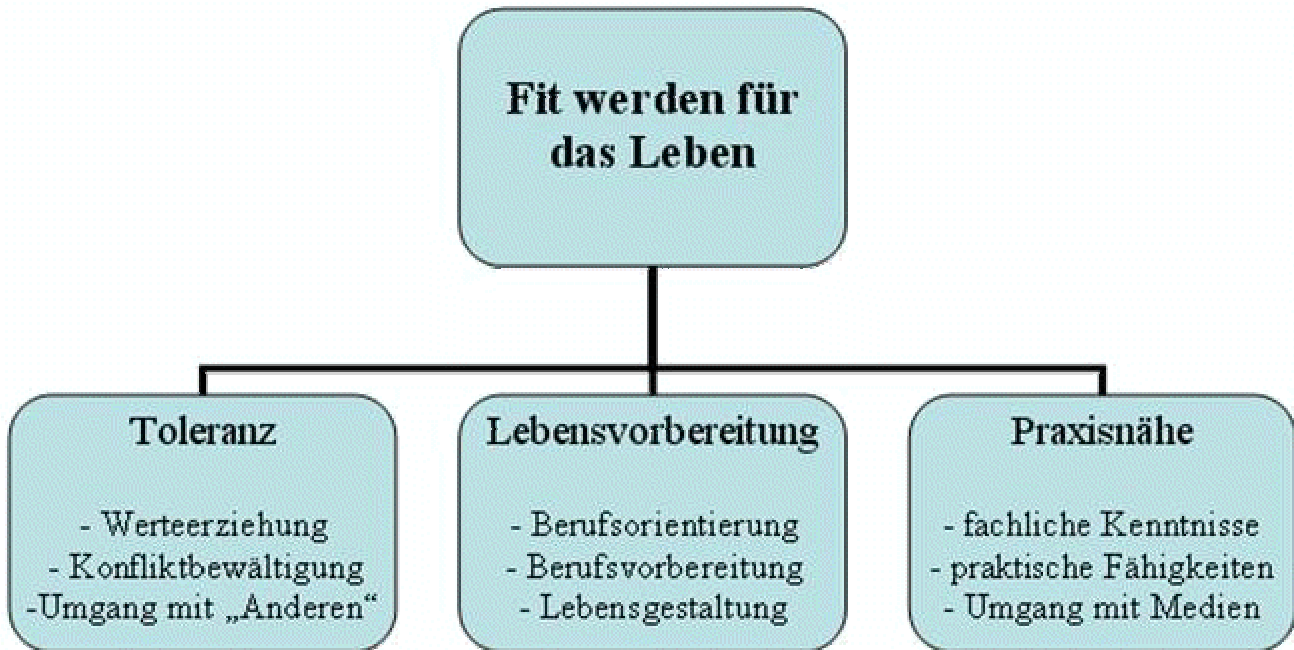 Fit werden für
das Leben
Toleranz
- Werteerziehung
- Konfliktbewältigung
-Umgang mit „Anderen“
Lebensvorbereitung
- Berufsorientierung
- Berufsvorbereitung
- Lebensgestaltung
Praxisnähe
- fachliche Kenntnisse
- praktische Fähigkeiten
- Umgang mit Medien